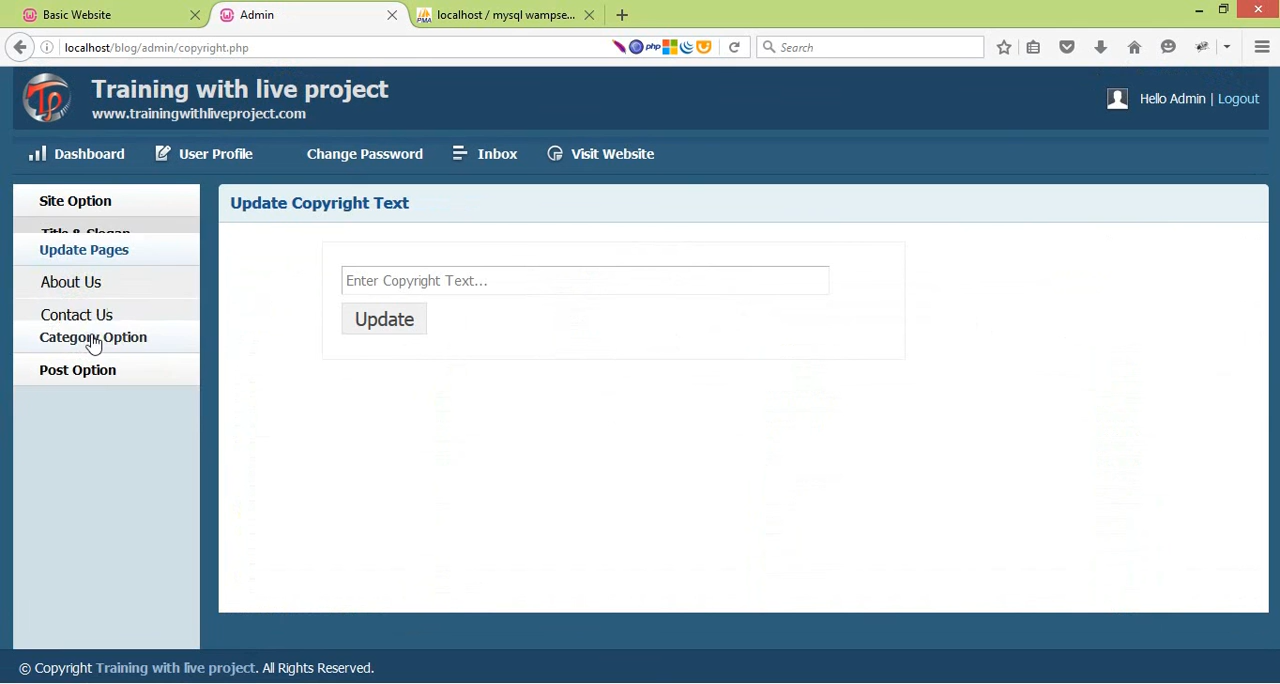 Basic Website
Admin
localhost / mysql wampse...
localhost/blog/admin/copyright.php
php
Search
Training with live project
www.trainingwithliveproject.com
Hello Admin | Logout
Dashboard
User Profile
Change Password
Inbox
Visit Website
Site Option
Title & Slogan
Update Pages
About Us
Contact Us
Category Option
Post Option
Update Copyright Text
Enter Copyright Text...
Update
© Copyright Training with live project. All Rights Reserved.